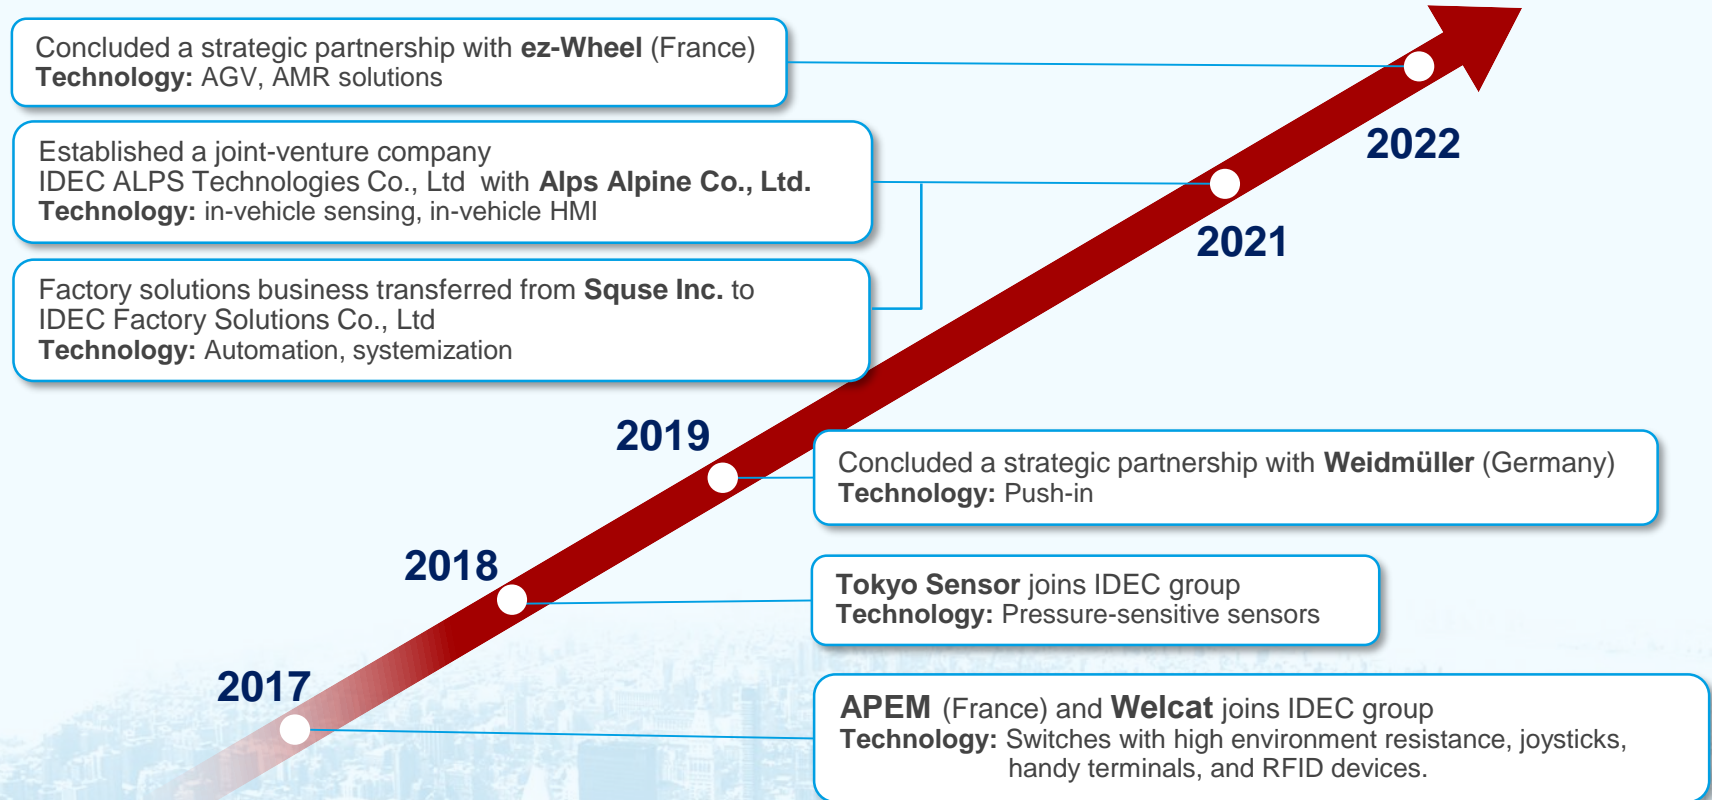 Concluded a strategic partnership with ez-Wheel (France)
Technology: AGV, AMR solutions
2022
Established a joint-venture company
IDEC ALPS Technologies Co., Ltd with Alps Alpine Co., Ltd.
Technology: in-vehicle sensing, in-vehicle HMI
2021
Factory solutions business transferred from Squse Inc. to
IDEC Factory Solutions Co., Ltd
Technology: Automation, systemization
2019
Concluded a strategic partnership with Weidmüller (Germany)
Technology: Push-in
2018
Tokyo Sensor joins IDEC group
Technology: Pressure-sensitive sensors
2017
APEM (France) and Welcat joins IDEC group
Technology: Switches with high environment resistance, joysticks,
handy terminals, and RFID devices.